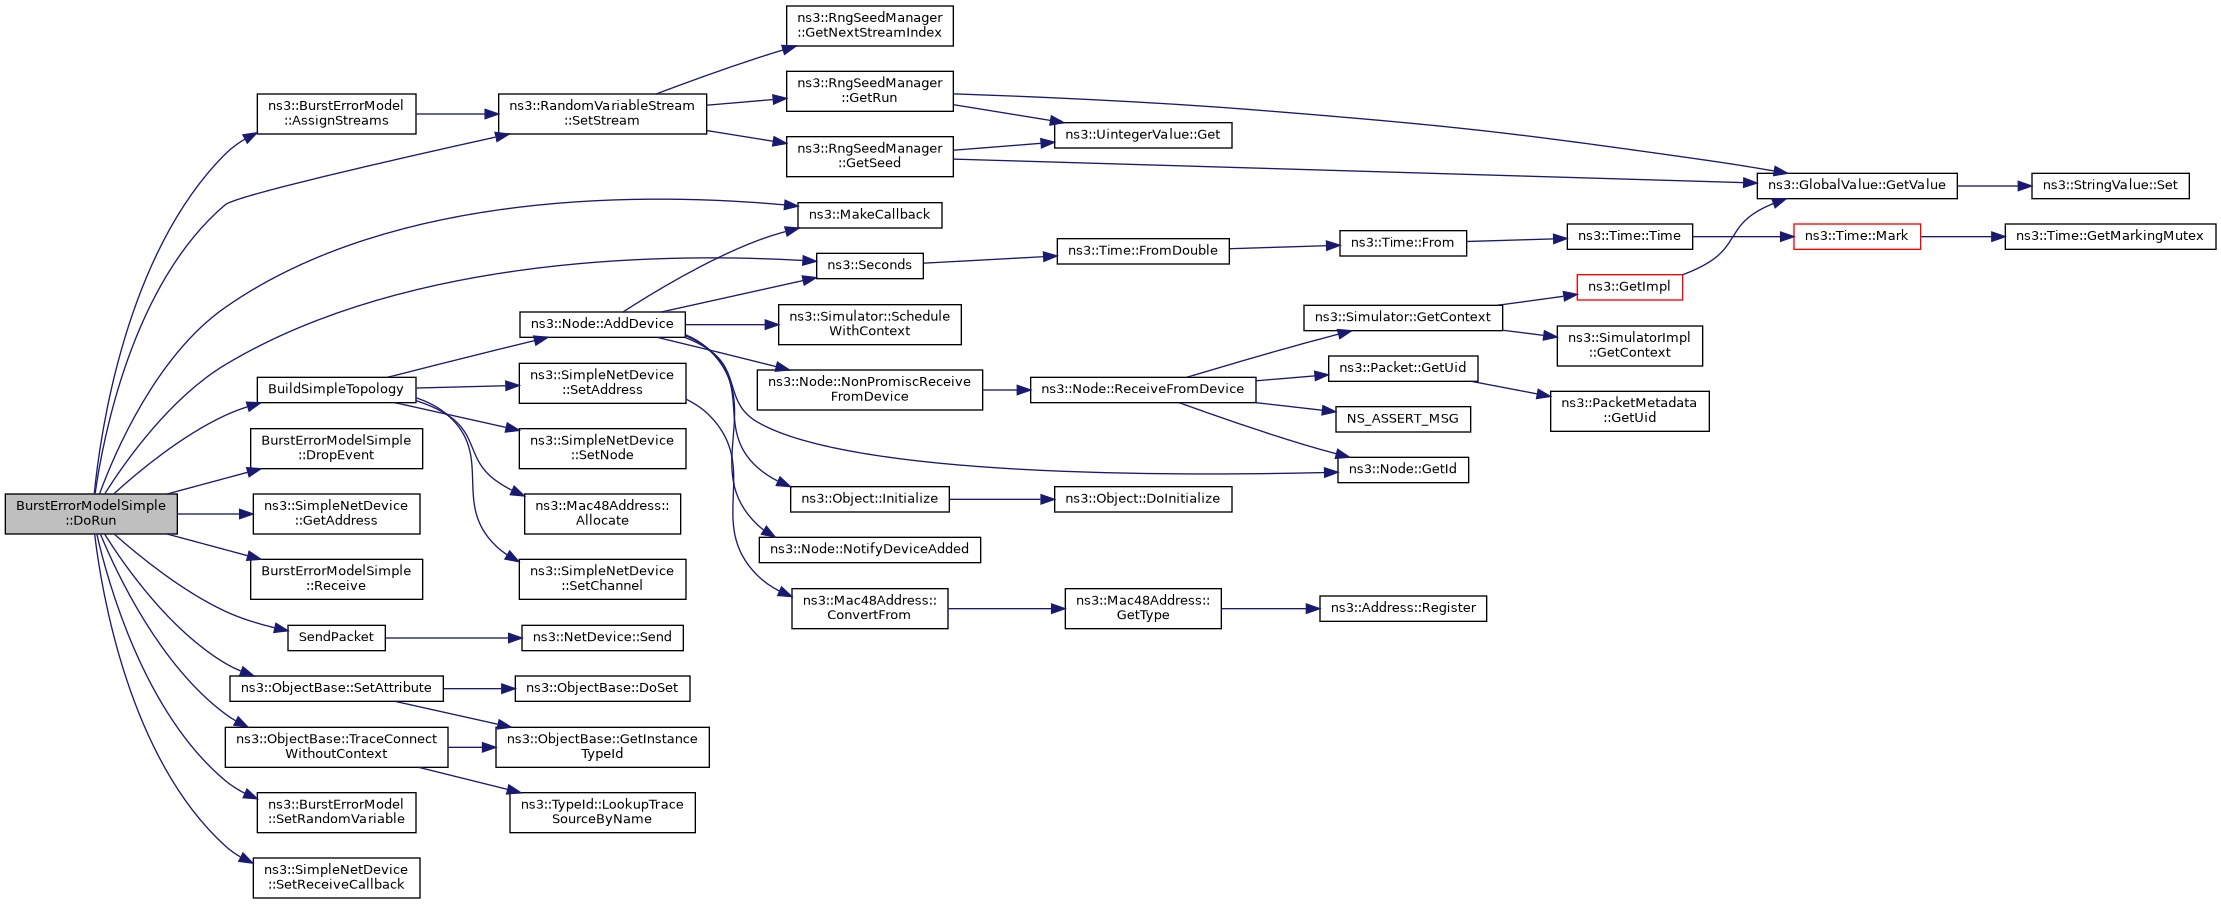 BurstErrorModelSimple
::DoRun
ns3::BurstErrorModel
::AssignStreams
BuildSimpleTopology
BurstErrorModelSimple
::DropEvent
ns3::SimpleNetDevice
::GetAddress
BurstErrorModelSimple
::Receive
SendPacket
ns3::ObjectBase::SetAttribute
ns3::ObjectBase::TraceConnect
WithoutContext
ns3::BurstErrorModel
::SetRandomVariable
ns3::SimpleNetDevice
::SetReceiveCallback
ns3::RandomVariableStream
::SetStream
ns3::Node::AddDevice
ns3::SimpleNetDevice
::SetAddress
ns3::SimpleNetDevice
::SetNode
ns3::Mac48Address::
Allocate
ns3::SimpleNetDevice
::SetChannel
ns3::NetDevice::Send
ns3::ObjectBase::DoSet
ns3::ObjectBase::GetInstance
TypeId
ns3::TypeId::LookupTrace
SourceByName
ns3::RngSeedManager
::GetNextStreamIndex
ns3::RngSeedManager
::GetRun
ns3::RngSeedManager
::GetSeed
ns3::MakeCallback
ns3::Seconds
ns3::Simulator::Schedule
WithContext
ns3::Node::NonPromiscReceive
FromDevice
ns3::Object::Initialize
ns3::Node::NotifyDeviceAdded
ns3::Mac48Address::
ConvertFrom
ns3::UintegerValue::Get
ns3::Time::FromDouble
ns3::Node::ReceiveFromDevice
ns3::Object::DoInitialize
ns3::Mac48Address::
GetType
ns3::Time::From
ns3::Simulator::GetContext
ns3::Packet::GetUid
NS_ASSERT_MSG
ns3::Node::GetId
ns3::Address::Register
ns3::Time::Time
ns3::GetImpl
ns3::SimulatorImpl
::GetContext
ns3::PacketMetadata
::GetUid
ns3::GlobalValue::GetValue
ns3::Time::Mark
ns3::StringValue::Set
ns3::Time::GetMarkingMutex